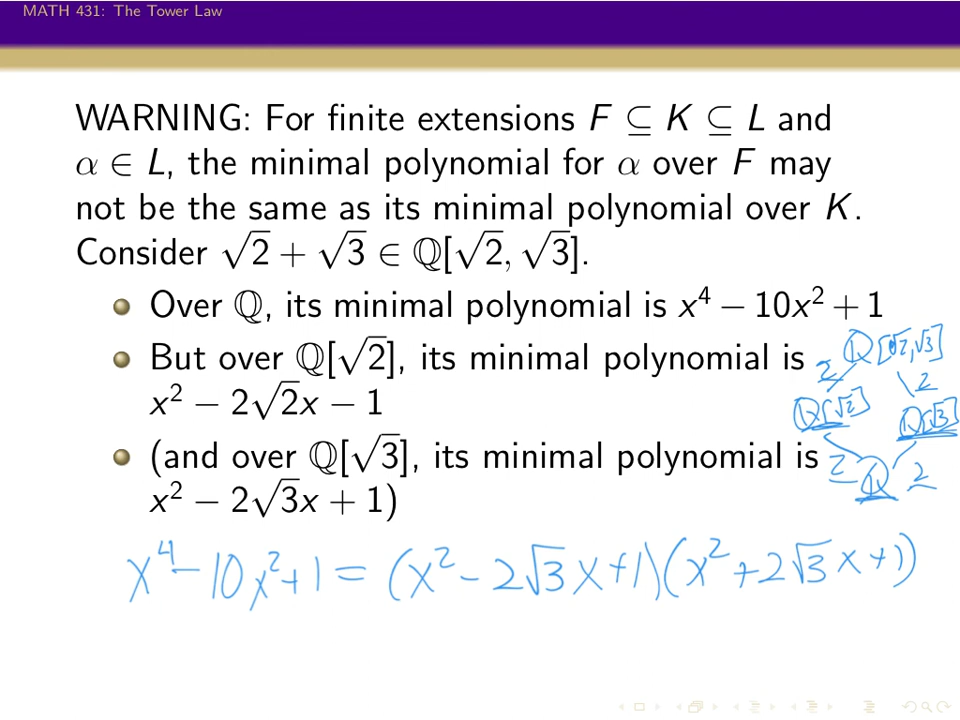 MATH 431: The Tower Law
WARNING: For finite extensions F ⊆ K ⊆ L and
α ∈ L, the minimal polynomial for α over F may
not be the same as its minimal polynomial over K.
Consider √2 + √3 ∈ ℚ[√2, √3].
Over ℚ, its minimal polynomial is x⁴ − 10x² + 1
But over ℚ[√2], its minimal polynomial is
x² − 2√2x − 1
(and over ℚ[√3], its minimal polynomial is
x² − 2√3x + 1)
ℚ[√2,√3]
2 2
ℚ[√2] ℚ[√3]
2 ℚ 2
x⁴ − 10x² + 1 = (x² − 2√3x + 1)(x² + 2√3x + 1)